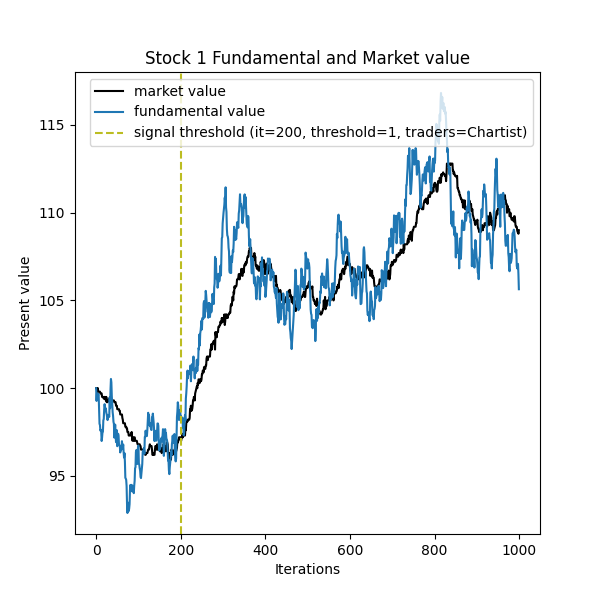 Stock 1 Fundamental and Market value
market value
fundamental value
signal threshold (it=200, threshold=1, traders=Chartist)
115
110
105
100
95
Present value
0 200 400 600 800 1000
Iterations